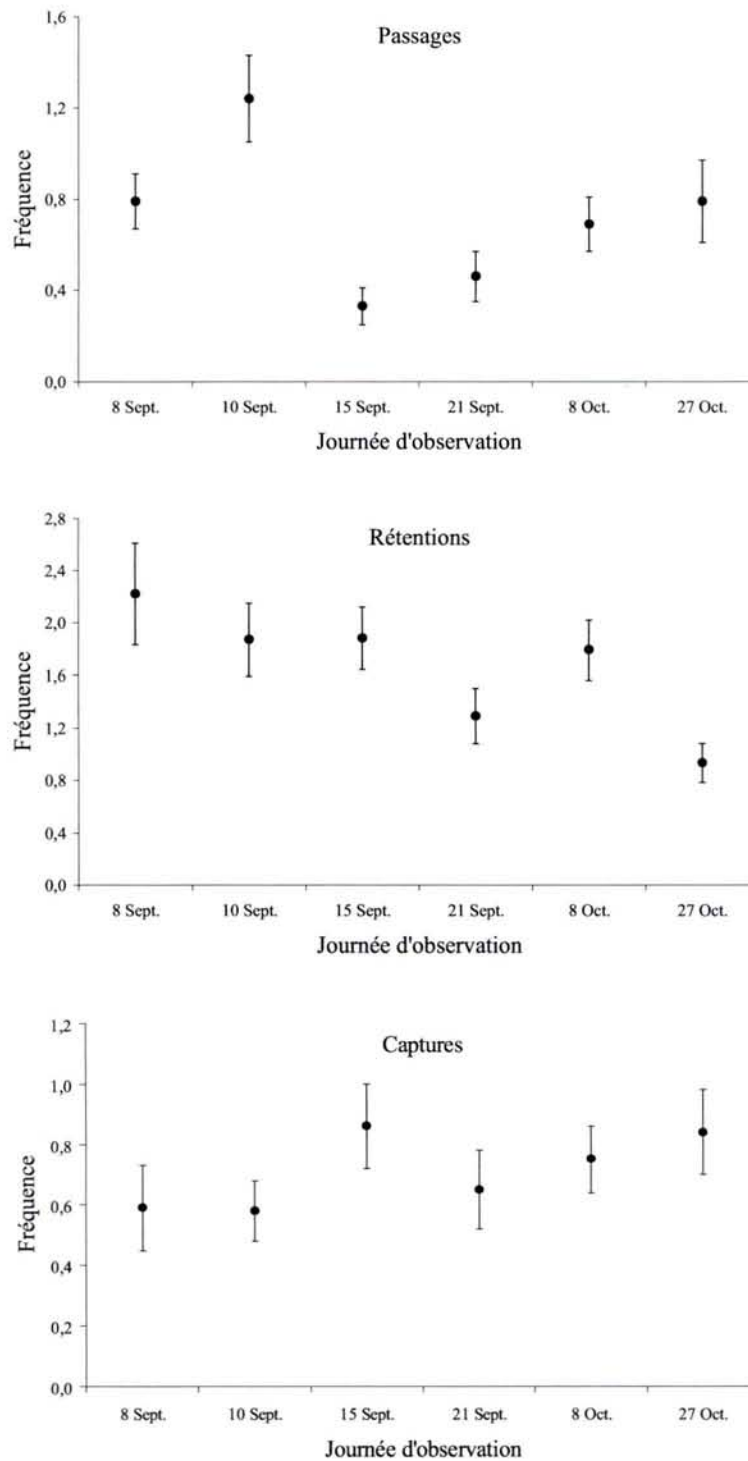 Passages
Fréquence
1,6
1,2
0,8
0,4
0,0
8 Sept. 10 Sept. 15 Sept. 21 Sept. 8 Oct. 27 Oct.
Journée d'observation
Rétentions
Fréquence
2,8
2,4
2,0
1,6
1,2
0,8
0,4
0,0
8 Sept. 10 Sept. 15 Sept. 21 Sept. 8 Oct. 27 Oct.
Journée d'observation
Captures
Fréquence
1,2
1,0
0,8
0,6
0,4
0,2
0,0
8 Sept. 10 Sept. 15 Sept. 21 Sept. 8 Oct. 27 Oct.
Journée d'observation